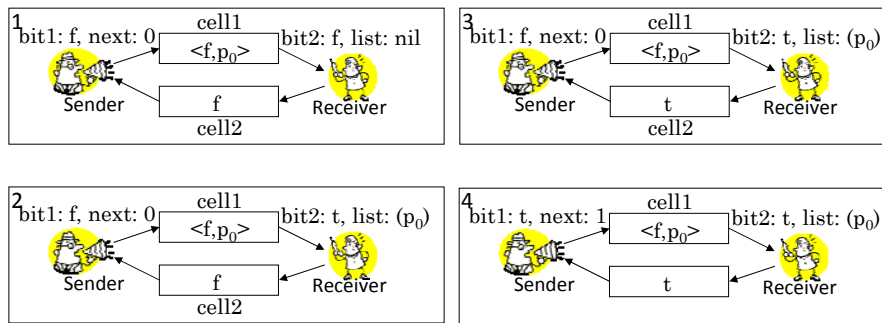 1
cell1
bit1: f, next: 0
<f,p₀>
bit2: f, list: nil
f
Sender
Receiver
cell2
3
cell1
bit1: f, next: 0
<f,p₀>
bit2: t, list: (p₀)
t
Sender
Receiver
cell2
2
cell1
bit1: f, next: 0
<f,p₀>
bit2: t, list: (p₀)
f
Sender
Receiver
cell2
4
cell1
bit1: t, next: 1
<f,p₀>
bit2: t, list: (p₀)
t
Sender
Receiver